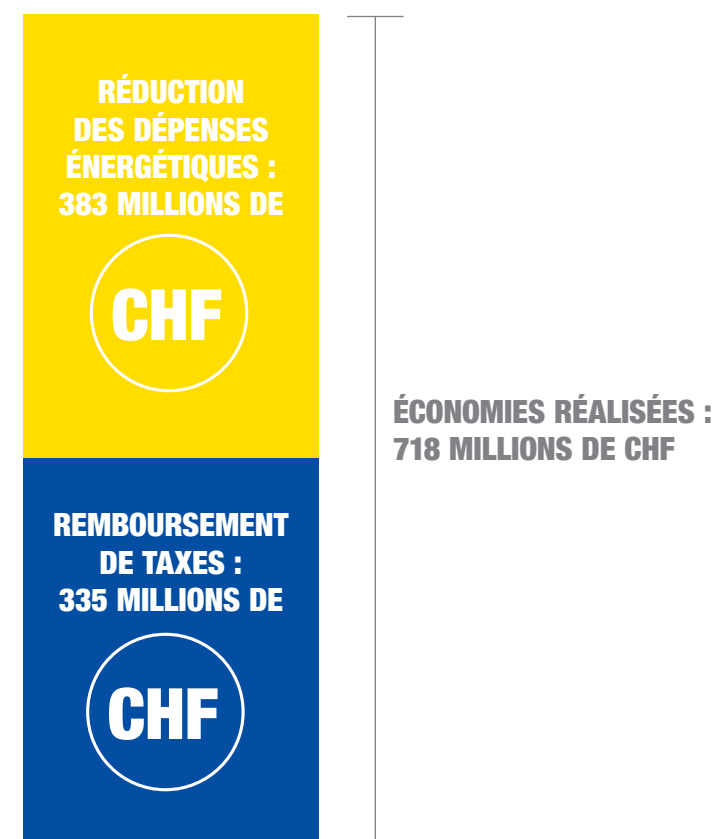 RÉDUCTION
DES DÉPENSES
ÉNERGÉTIQUES :
383 MILLIONS DE
CHF
ÉCONOMIES RÉALISÉES :
718 MILLIONS DE CHF
REMBOURSEMENT
DE TAXES :
335 MILLIONS DE
CHF